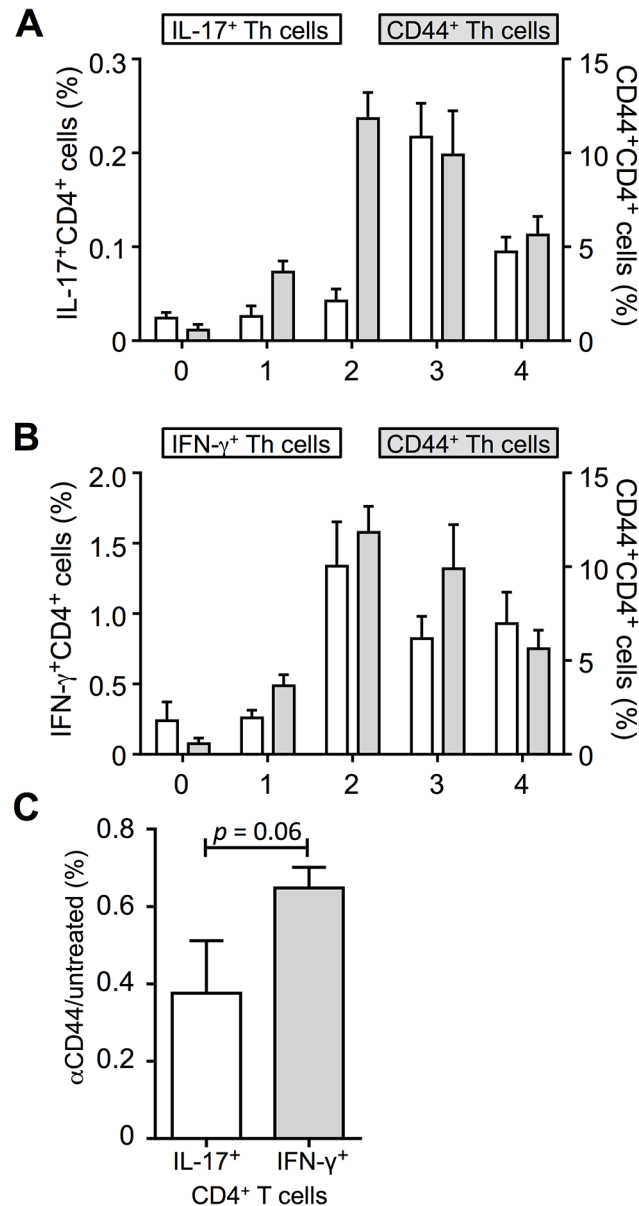 A
IL-17⁺ Th cells CD44⁺ Th cells
IL-17⁺CD4⁺ cells (%)
0.3
0.2
0.1
0
15
10
5
0
CD44⁺CD4⁺ cells (%)
0 1 2 3 4
B
IFN-γ⁺ Th cells CD44⁺ Th cells
IFN-γ⁺CD4⁺ cells (%)
2.0
1.5
1.0
0.5
0
15
10
5
0
CD44⁺CD4⁺ cells (%)
0 1 2 3 4
C
αCD44/untreated (%)
0.8
0.6
0.4
0.2
0
p = 0.06
IL-17⁺ IFN-γ⁺
CD4⁺ T cells